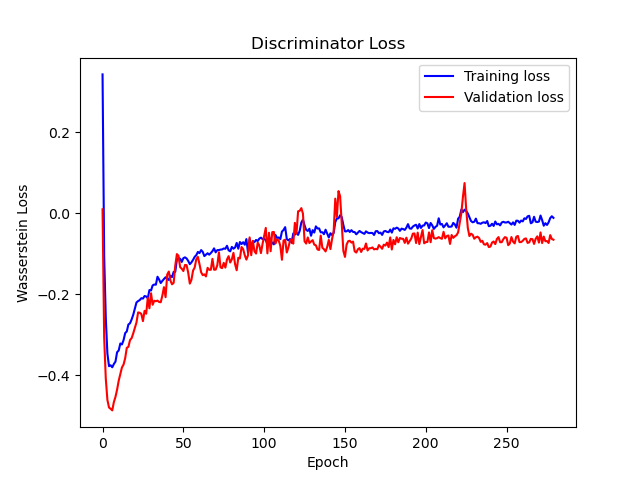 Discriminator Loss
Training loss
Validation loss
Wasserstein Loss
0.2
0.0
−0.2
−0.4
0 50 100 150 200 250
Epoch